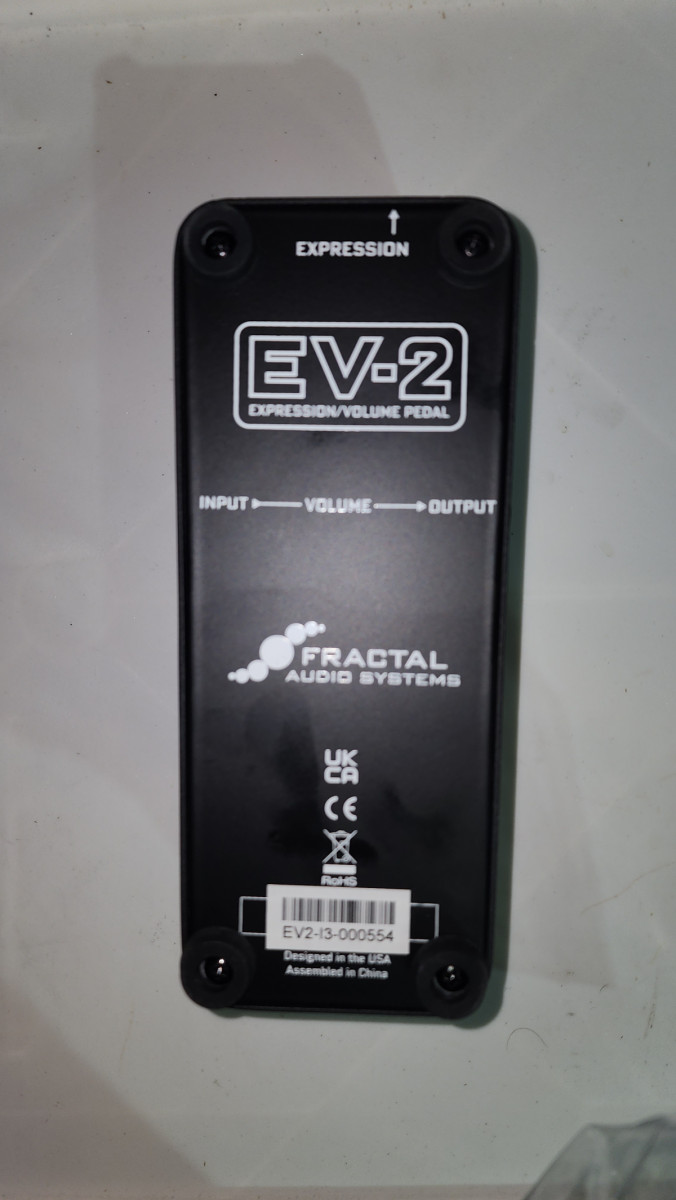 EXPRESSION
EV-2
EXPRESSION/VOLUME PEDAL
INPUT VOLUME OUTPUT
FRACTAL
AUDIO SYSTEMS
UK
CA
CE
RoHS
EV2-I3-000554
Designed in the USA
Assembled in China